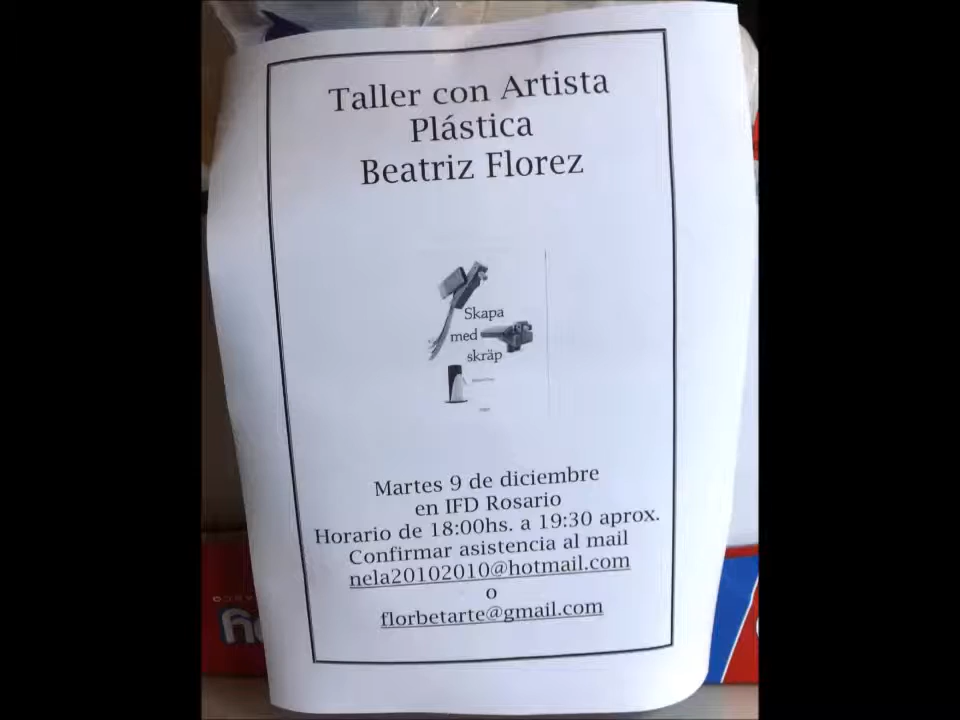 Taller con Artista
Plástica
Beatriz Florez
Skapa
med
skräp
Martes 9 de diciembre
en IFD Rosario
Horario de 18:00hs. a 19:30 aprox.
Confirmar asistencia al mail
nela20102010@hotmail.com
o
florbetarte@gmail.com